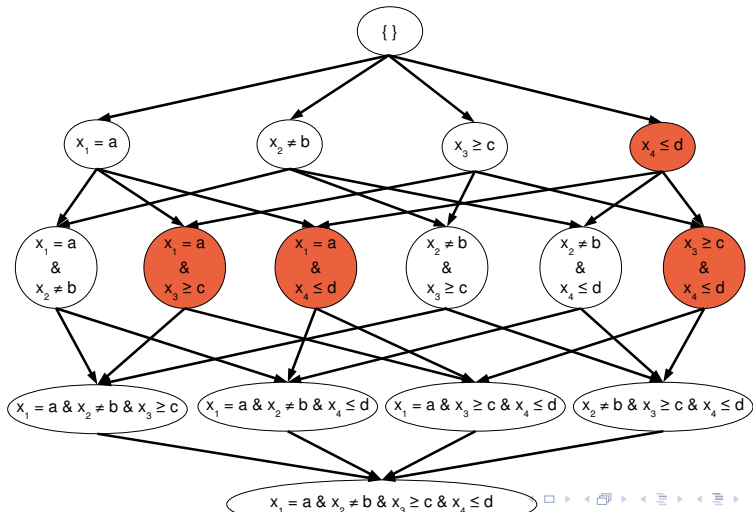 { }
x₁ = a
x₂ ≠ b
x₃ ≥ c
x₄ ≤ d
x₁ = a
&
x₂ ≠ b
x₁ = a
&
x₃ ≥ c
x₁ = a
&
x₄ ≤ d
x₂ ≠ b
&
x₃ ≥ c
x₂ ≠ b
&
x₄ ≤ d
x₃ ≥ c
&
x₄ ≤ d
x₁ = a & x₂ ≠ b & x₃ ≥ c
x₁ = a & x₂ ≠ b & x₄ ≤ d
x₁ = a & x₃ ≥ c & x₄ ≤ d
x₂ ≠ b & x₃ ≥ c & x₄ ≤ d
x₁ = a & x₂ ≠ b & x₃ ≥ c & x₄ ≤ d